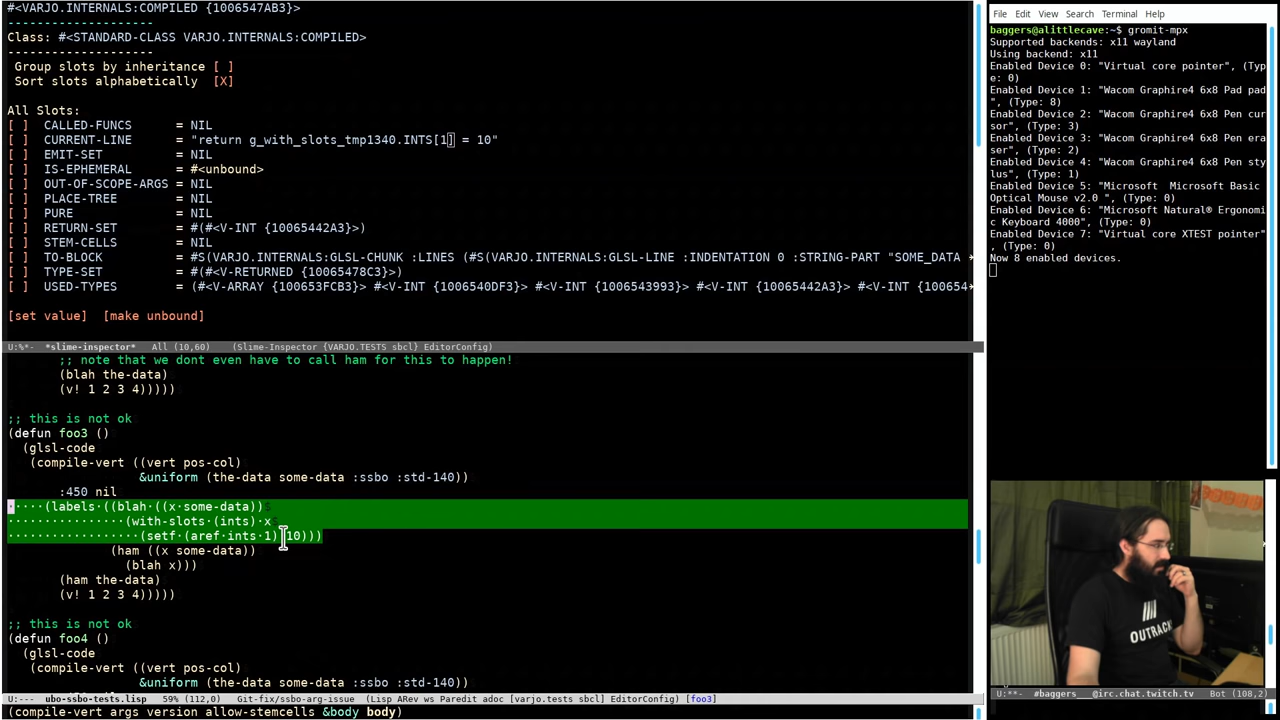 #<VARJO.INTERNALS:COMPILED {1006547AB3}>
--------------------
Class: #<STANDARD-CLASS VARJO.INTERNALS:COMPILED>
--------------------
Group slots by inheritance [ ]
Sort slots alphabetically  [X]
All Slots:
[ ]  CALLED-FUNCS      = NIL
[ ]  CURRENT-LINE      = "return g_with_slots_tmp1340.INTS[1] = 10"
[ ]  EMIT-SET          = NIL
[ ]  IS-EPHEMERAL      = #<unbound>
[ ]  OUT-OF-SCOPE-ARGS = NIL
[ ]  PLACE-TREE        = NIL
[ ]  PURE              = NIL
[ ]  RETURN-SET        = #(#<V-INT {10065442A3}>)
[ ]  STEM-CELLS        = NIL
[ ]  TO-BLOCK          = #S(VARJO.INTERNALS:GLSL-CHUNK :LINES (#S(VARJO.INTERNALS:GLSL-LINE :INDENTATION 0 :STRING-PART "SOME_DATA
[ ]  TYPE-SET          = #(#<V-RETURNED {10065478C3}>)
[ ]  USED-TYPES        = (#<V-ARRAY {100653FCB3}> #<V-INT {1006540DF3}> #<V-INT {1006543993}> #<V-INT {10065442A3}> #<V-INT {100654
[set value]  [make unbound]
U:%*-  *slime-inspector*   All (10,60)    (Slime-Inspector {VARJO.TESTS sbcl} EditorConfig)
;; note that we dont even have to call ham for this to happen!
(blah the-data)
(v! 1 2 3 4)))))
;; this is not ok
(defun foo3 ()
(glsl-code
(compile-vert ((vert pos-col)
&uniform (the-data some-data :ssbo :std-140))
:450 nil
····(labels·((blah·((x·some-data))$
················(with-slots·(ints)·x$
··················(setf·(aref·ints·1)·10)))
(ham ((x some-data))
(blah x)))
(ham the-data)
(v! 1 2 3 4)))))
;; this is not ok
(defun foo4 ()
(glsl-code
(compile-vert ((vert pos-col)
&uniform (the-data some-data :ssbo :std-140))
U:---  ubo-ssbo-tests.lisp   59% (112,0)    Git-fix/ssbo-arg-issue  (Lisp ARev ws Paredit adoc [varjo.tests sbcl] EditorConfig) [foo3]
(compile-vert args version allow-stemcells &body body)
File  Edit  View  Search  Terminal  Help
baggers@alittlecave:~$ gromit-mpx
Supported backends: x11 wayland
Using backend: x11
Enabled Device 0: "Virtual core pointer", (Typ
e: 0)
Enabled Device 1: "Wacom Graphire4 6x8 Pad pad
", (Type: 8)
Enabled Device 2: "Wacom Graphire4 6x8 Pen cur
sor", (Type: 3)
Enabled Device 3: "Wacom Graphire4 6x8 Pen era
ser", (Type: 2)
Enabled Device 4: "Wacom Graphire4 6x8 Pen sty
lus", (Type: 1)
Enabled Device 5: "Microsoft  Microsoft Basic
Optical Mouse v2.0 ", (Type: 0)
Enabled Device 6: "Microsoft Natural® Ergonomi
c Keyboard 4000", (Type: 0)
Enabled Device 7: "Virtual core XTEST pointer"
, (Type: 0)
Now 8 enabled devices.
OUTRACKS
U:**-  #baggers___@irc.chat.twitch.tv   Bot (108,2)